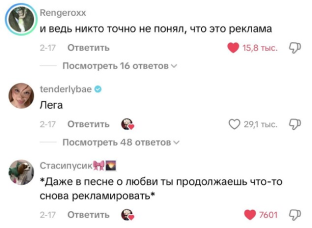 Rengeroxx
и ведь никто точно не понял, что это реклама
2-17 Ответить 15,8 тыс.
Посмотреть 16 ответов
tenderlybae
Лега
2-17 Ответить 29,1 тыс.
Посмотреть 48 ответов
Стасипусик🎀🌄
*Даже в песне о любви ты продолжаешь что-то
снова рекламировать*
2-17 Ответить 7601